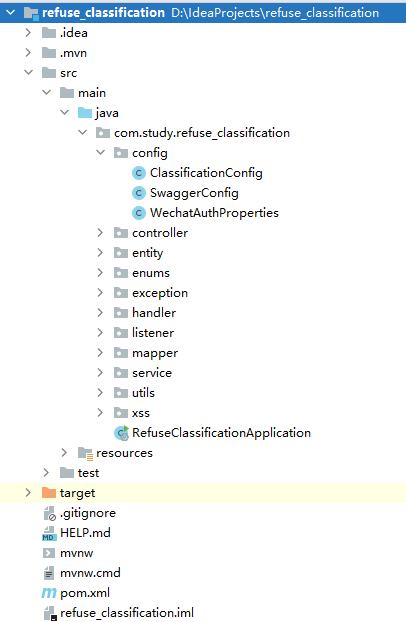 refuse_classification D:\IdeaProjects\refuse_classification
.idea
.mvn
src
main
java
com.study.refuse_classification
config
C ClassificationConfig
C SwaggerConfig
C WechatAuthProperties
controller
entity
enums
exception
handler
listener
mapper
service
utils
xss
RefuseClassificationApplication
resources
test
target
.gitignore
MD HELP.md
mvnw
mvnw.cmd
m pom.xml
refuse_classification.iml